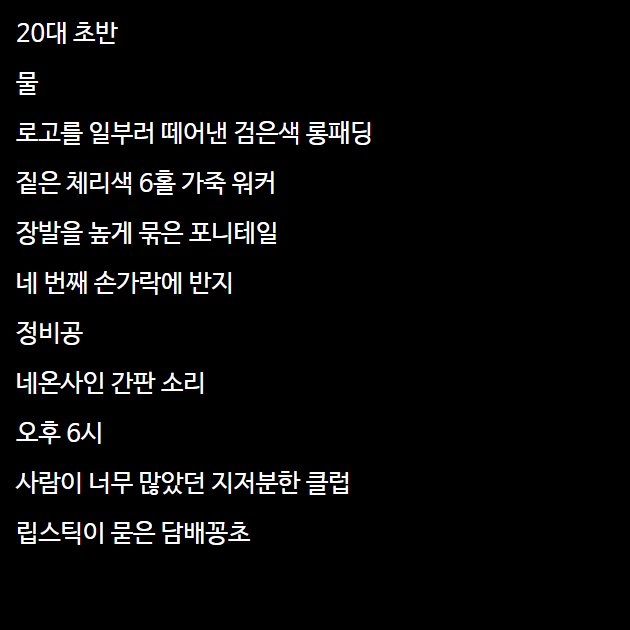 20대 초반
물
로고를 일부러 떼어낸 검은색 롱패딩
짙은 체리색 6홀 가죽 워커
장발을 높게 묶은 포니테일
네 번째 손가락에 반지
정비공
네온사인 간판 소리
오후 6시
사람이 너무 많았던 지저분한 클럽
립스틱이 묻은 담배꽁초